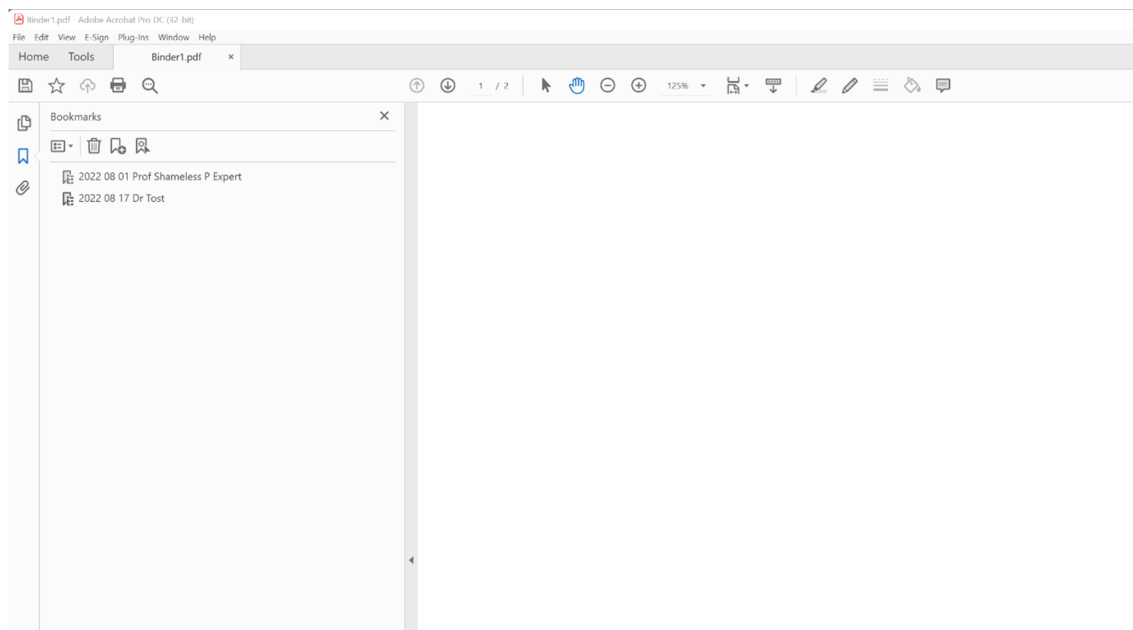 Binder1.pdf - Adobe Acrobat Pro DC (32-bit)
File Edit View E-Sign Plug-Ins Window Help
Home Tools Binder1.pdf ×
1 / 2 125%
Bookmarks ×
2022 08 01 Prof Shameless P Expert
2022 08 17 Dr Tost